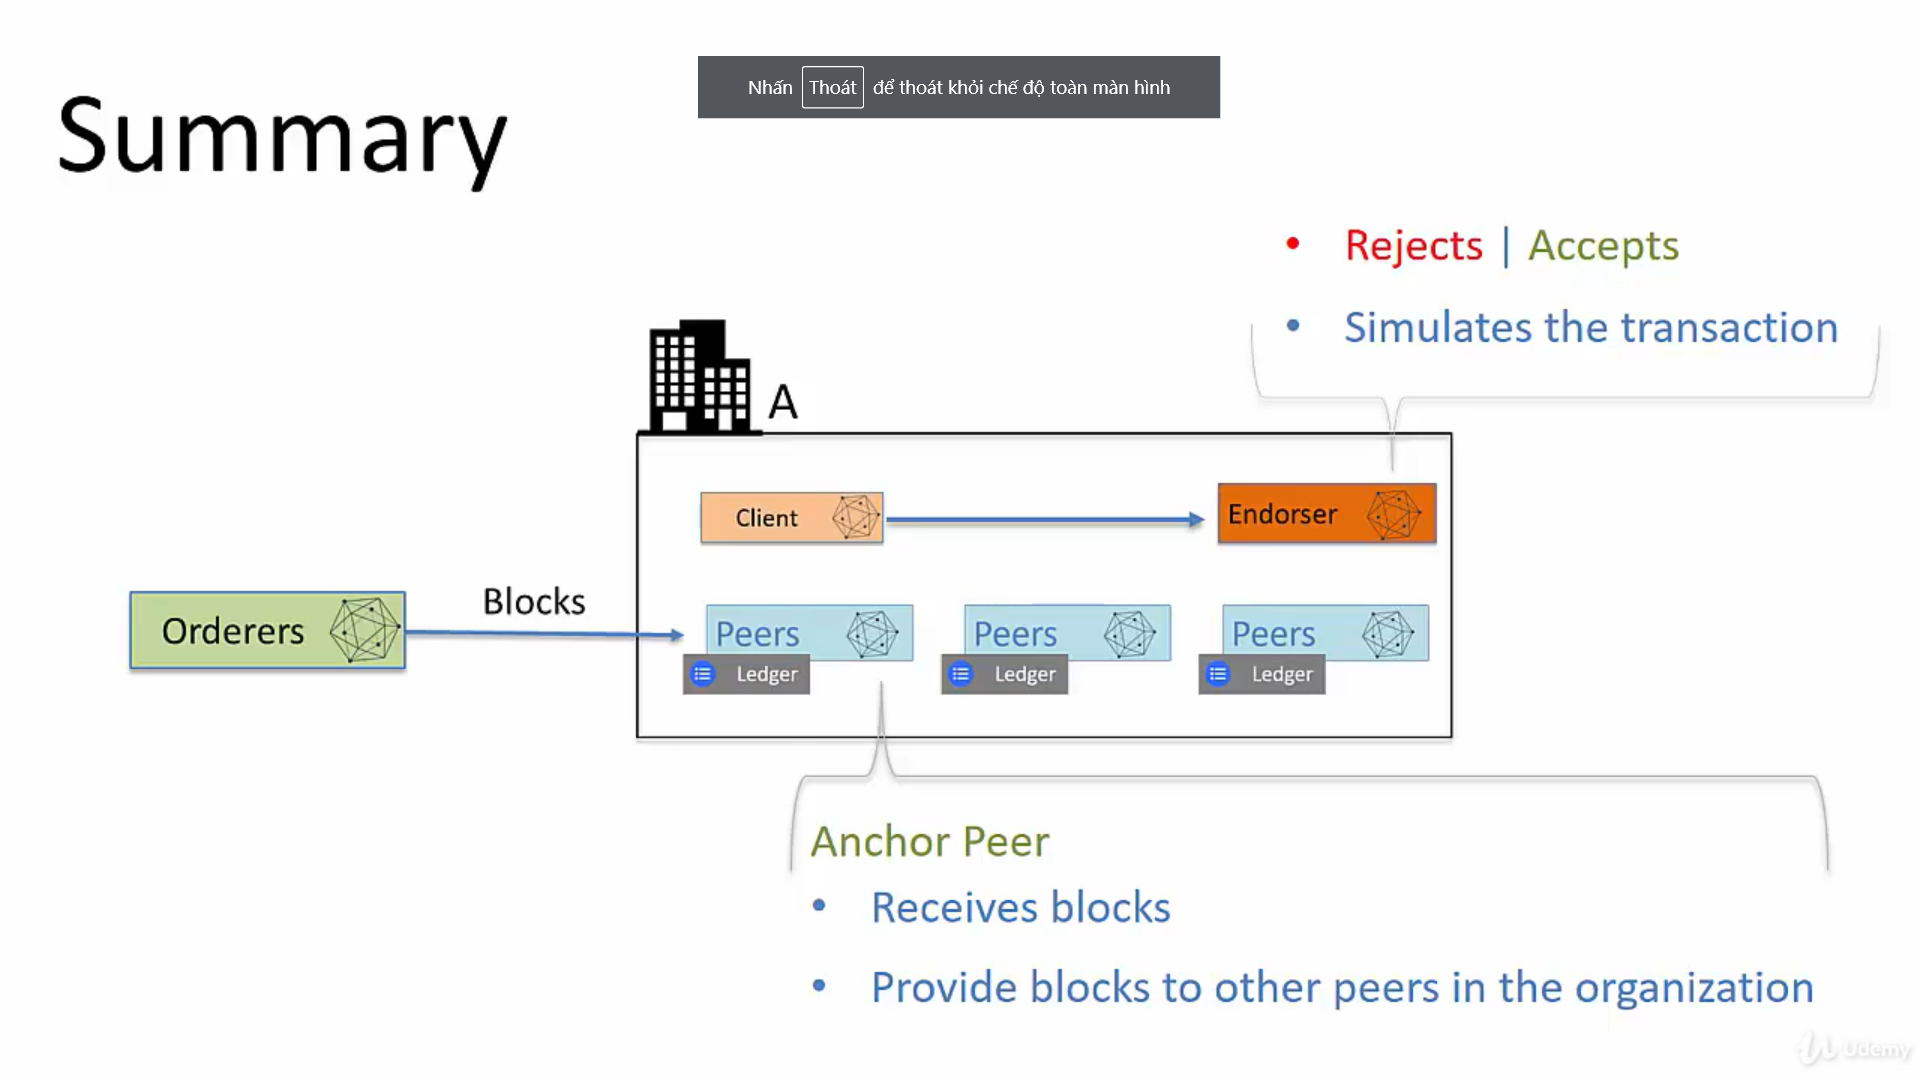 Nhấn Thoát để thoát khỏi chế độ toàn màn hình
Summary
• Rejects | Accepts
• Simulates the transaction
A
Client
Endorser
Blocks
Orderers
Peers
Peers
Peers
Ledger
Ledger
Ledger
Anchor Peer
• Receives blocks
• Provide blocks to other peers in the organization
Udemy